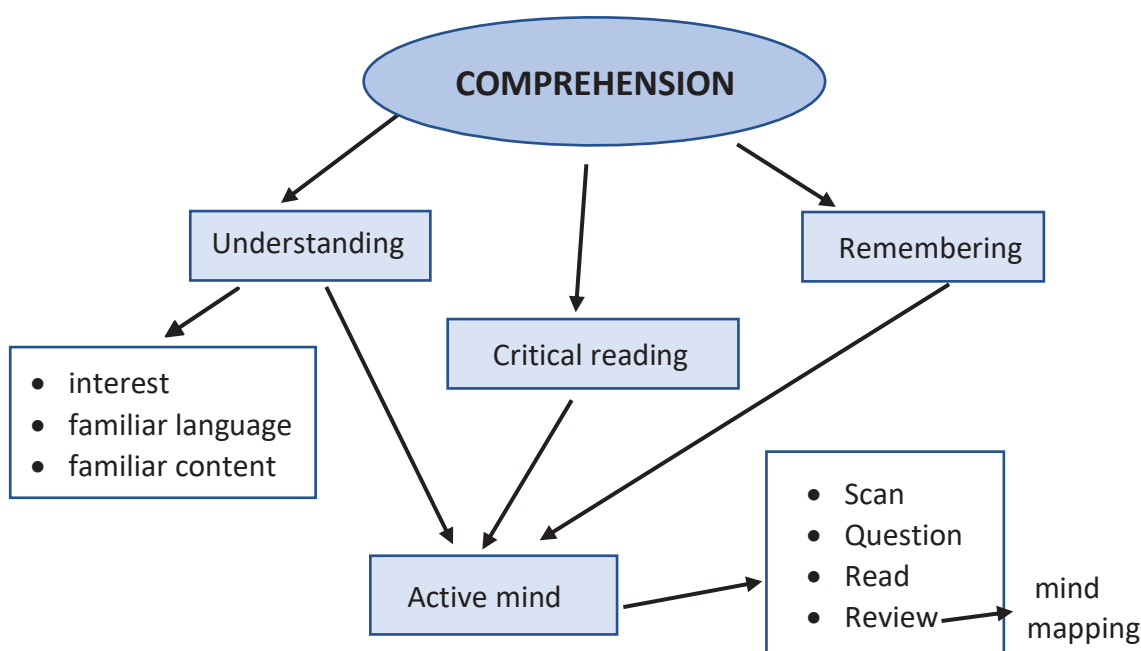 COMPREHENSION
Understanding
Remembering
Critical reading
• interest
• familiar language
• familiar content
Active mind
• Scan
• Question
• Read
• Review
mind
mapping